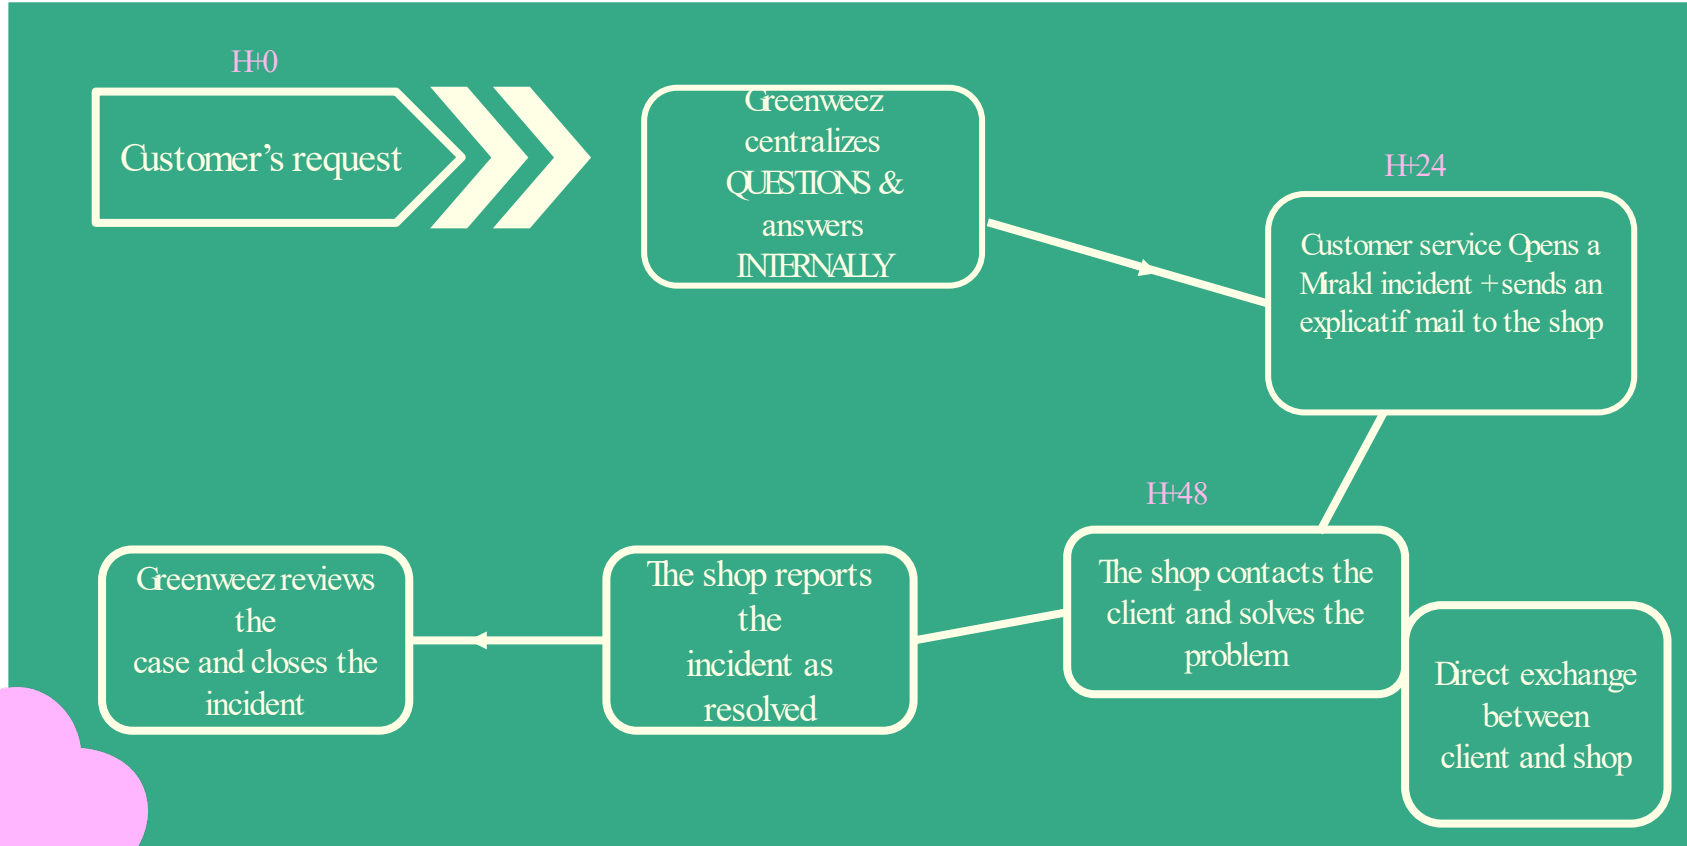 H+0
Customer's request
Greenweez
centralizes
QUESTIONS &
answers
INTERNALLY
H+24
Customer service Opens a
Mirakl incident + sends an
explicatif mail to the shop
H+48
The shop contacts the
client and solves the
problem
Direct exchange
between
client and shop
The shop reports
the
incident as
resolved
Greenweez reviews
the
case and closes the
incident